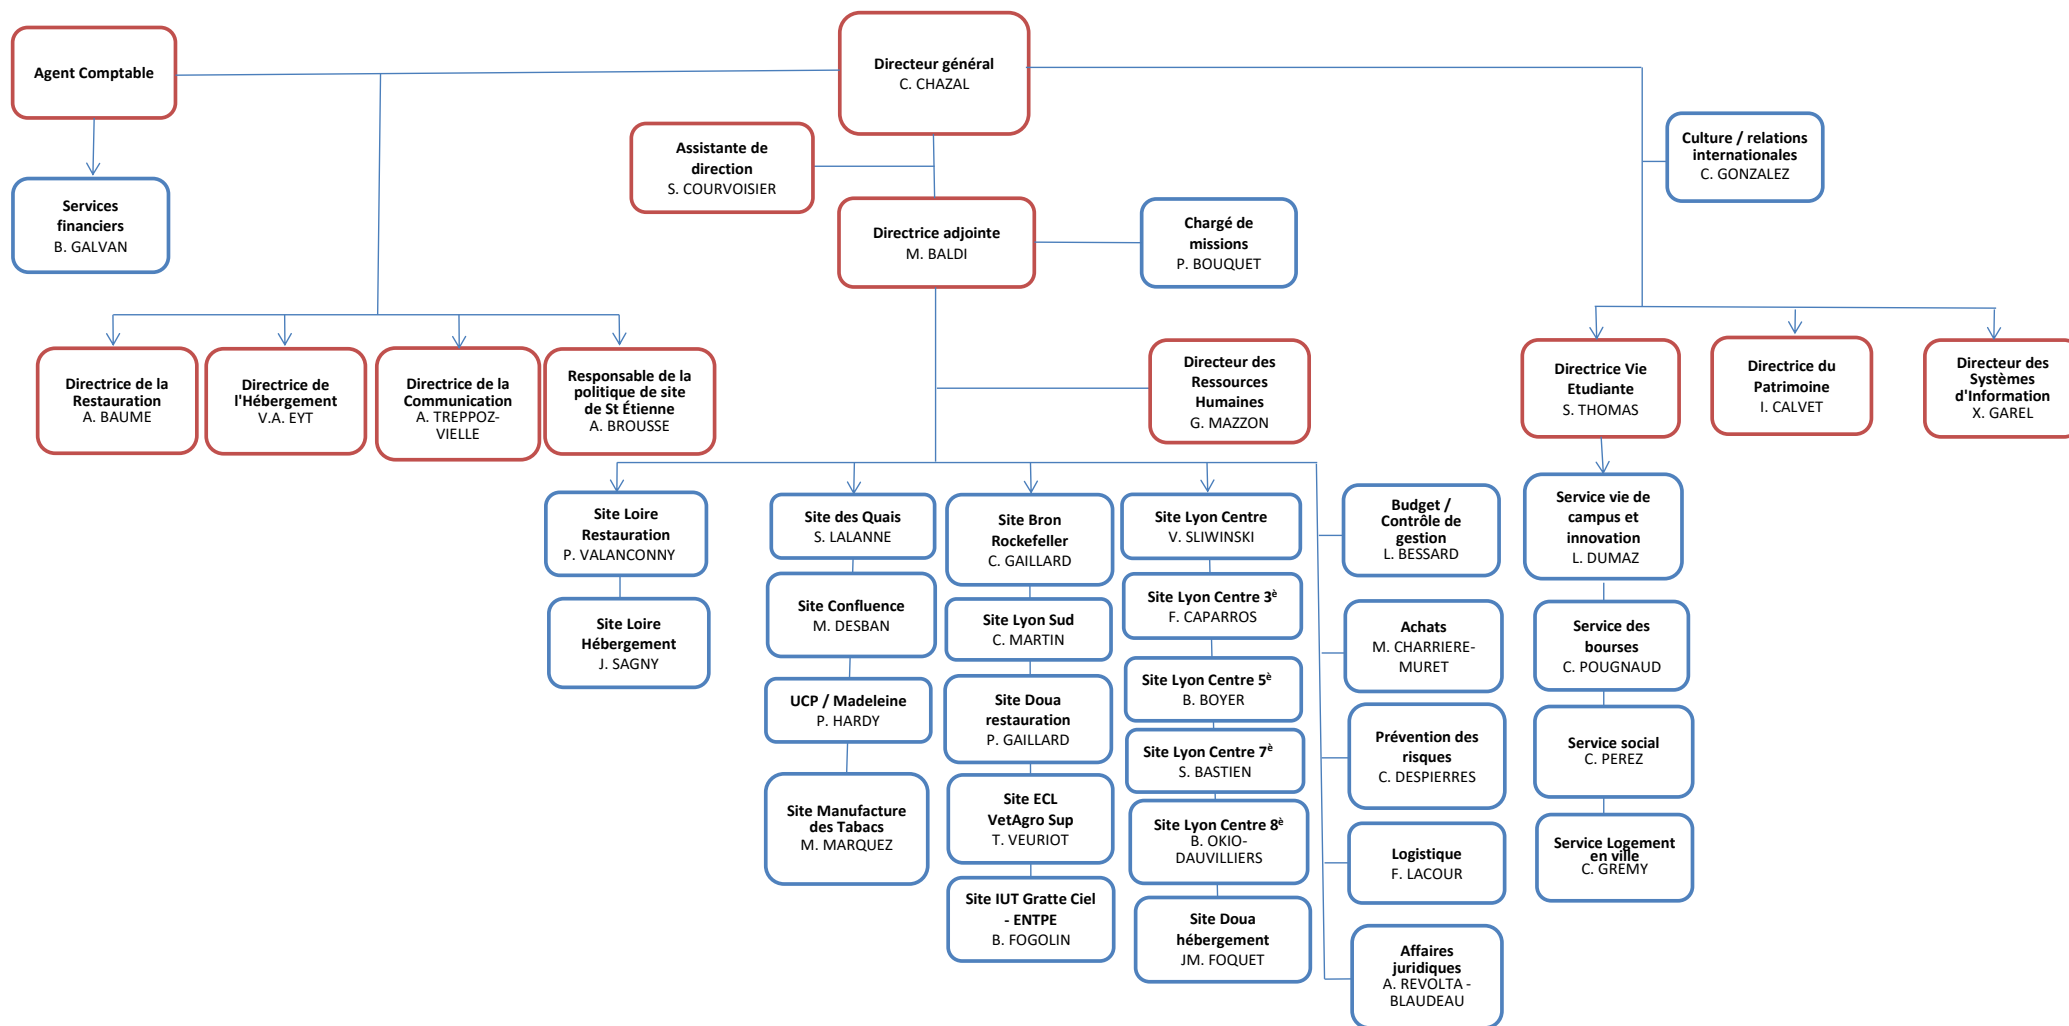 Agent Comptable
Directeur général
C. CHAZAL
Assistante de
direction
S. COURVOISIER
Culture / relations
internationales
C. GONZALEZ
Services
financiers
B. GALVAN
Directrice adjointe
M. BALDI
Chargé de
missions
P. BOUQUET
Directrice de la
Restauration
A. BAUME
Directrice de
l'Hébergement
V.A. EYT
Directrice de la
Communication
A. TREPPOZ-
VIELLE
Responsable de la
politique de site
de St Étienne
A. BROUSSE
Directeur des
Ressources
Humaines
G. MAZZON
Directrice Vie
Etudiante
S. THOMAS
Directrice du
Patrimoine
I. CALVET
Directeur des
Systèmes
d'Information
X. GAREL
Site Loire
Restauration
P. VALANCONNY
Site Loire
Hébergement
J. SAGNY
Site des Quais
S. LALANNE
Site Confluence
M. DESBAN
UCP / Madeleine
P. HARDY
Site Manufacture
des Tabacs
M. MARQUEZ
Site Bron
Rockefeller
C. GAILLARD
Site Lyon Sud
C. MARTIN
Site Doua
restauration
P. GAILLARD
Site ECL
VetAgro Sup
T. VEURIOT
Site IUT Gratte Ciel
- ENTPE
B. FOGOLIN
Site Lyon Centre
V. SLIWINSKI
Site Lyon Centre 3è
F. CAPARROS
Site Lyon Centre 5è
B. BOYER
Site Lyon Centre 7è
S. BASTIEN
Site Lyon Centre 8è
B. OKIO-
DAUVILLIERS
Site Doua
hébergement
JM. FOQUET
Budget /
Contrôle de
gestion
L. BESSARD
Achats
M. CHARRIERE-
MURET
Prévention des
risques
C. DESPIERRES
Logistique
F. LACOUR
Affaires
juridiques
A. REVOLTA -
BLAUDEAU
Service vie de
campus et
innovation
L. DUMAZ
Service des
bourses
C. POUGNAUD
Service social
C. PEREZ
Service Logement
en ville
C. GREMY